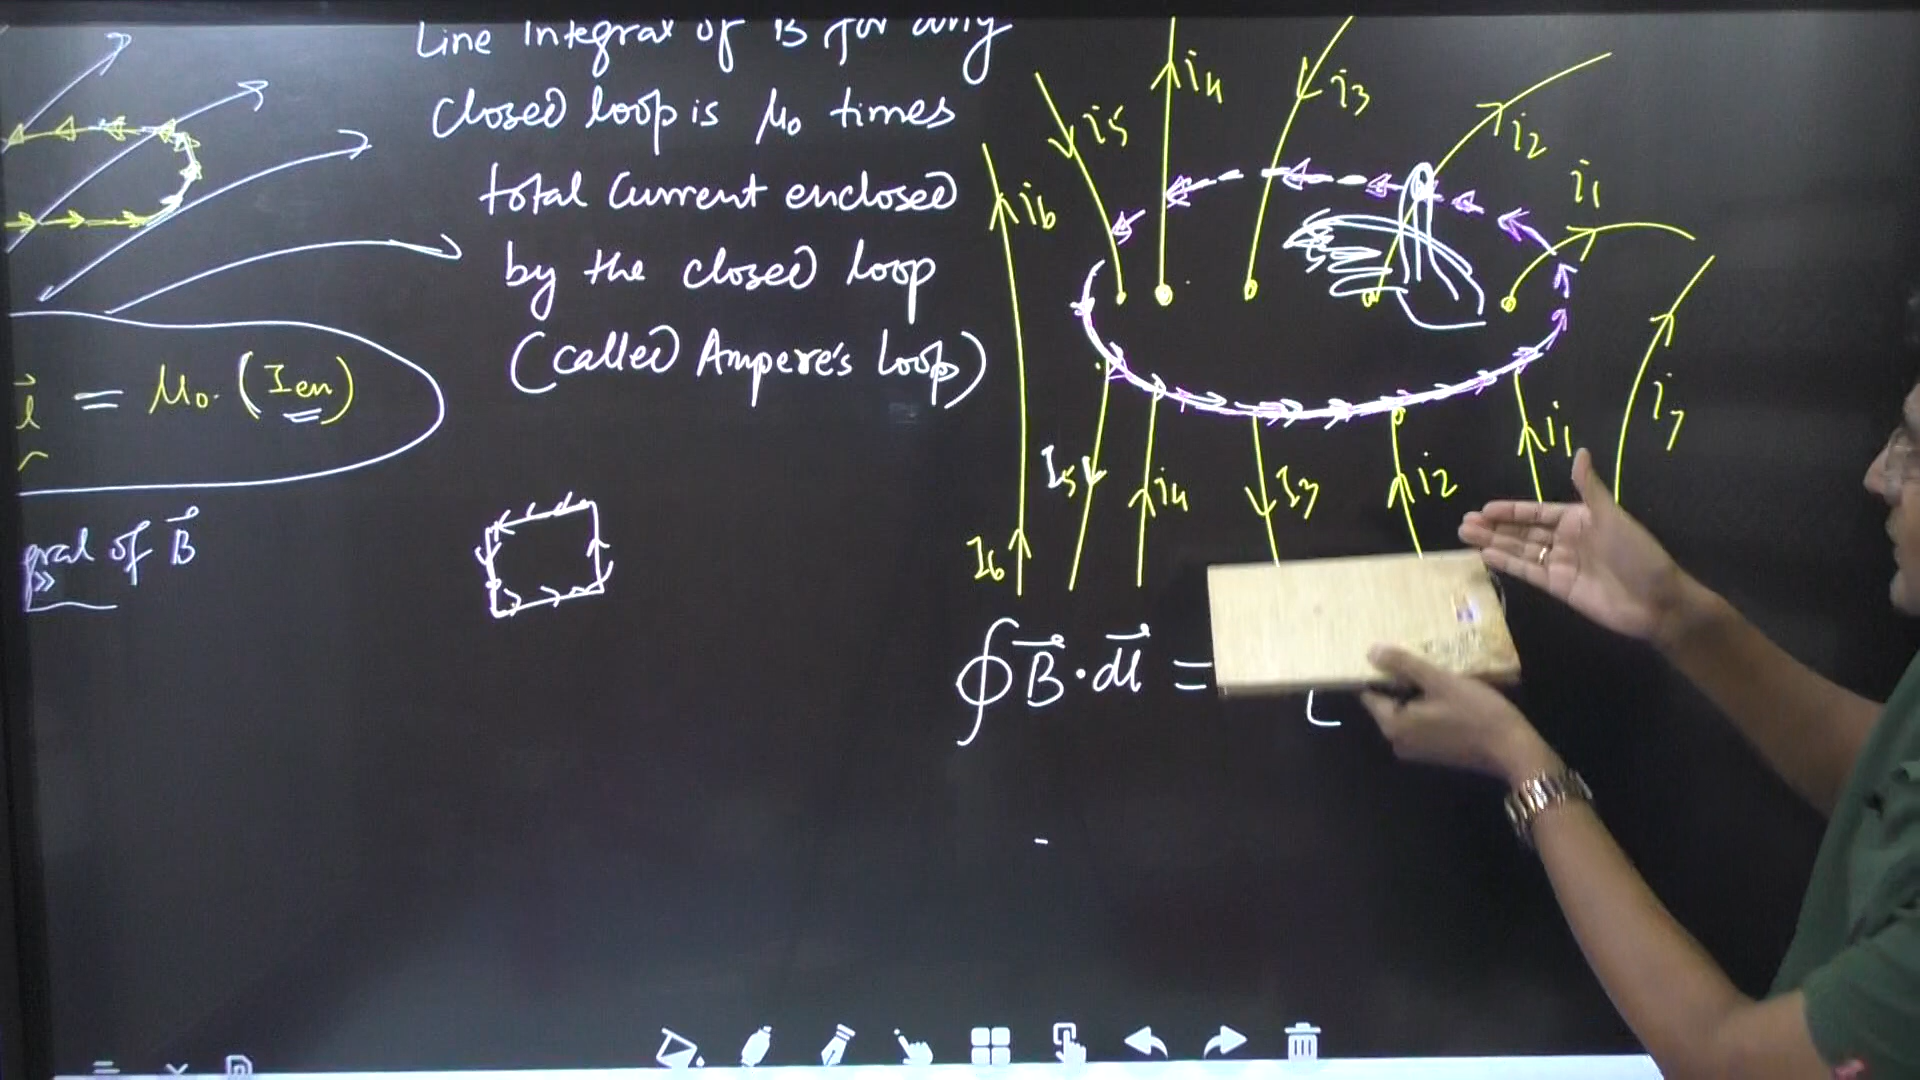 Line Integral of B for any
closed loop is μ₀ times
total current enclosed
by the closed loop
(called Ampere's Loop)
= μ₀. (I en)
gral of B⃗
i5
i4
i3
i2
i6
i1
i7
I5
i4
I3
i2
i1
I6
∮ B⃗ · dl⃗ =